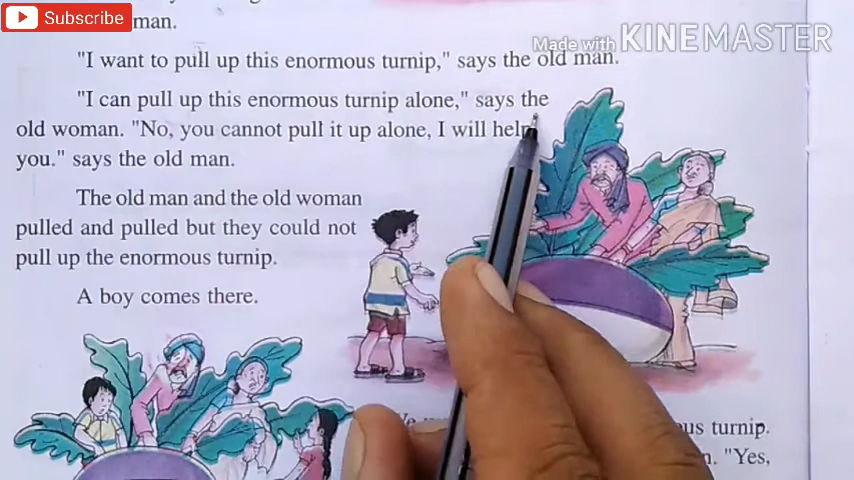 Subscribe
man.
Made with KINEMASTER
"I want to pull up this enormous turnip," says the old man.
"I can pull up this enormous turnip alone," says the
old woman. "No, you cannot pull it up alone, I will help
you." says the old man.
The old man and the old woman
pulled and pulled but they could not
pull up the enormous turnip.
A boy comes there.
turnip.
"Yes,